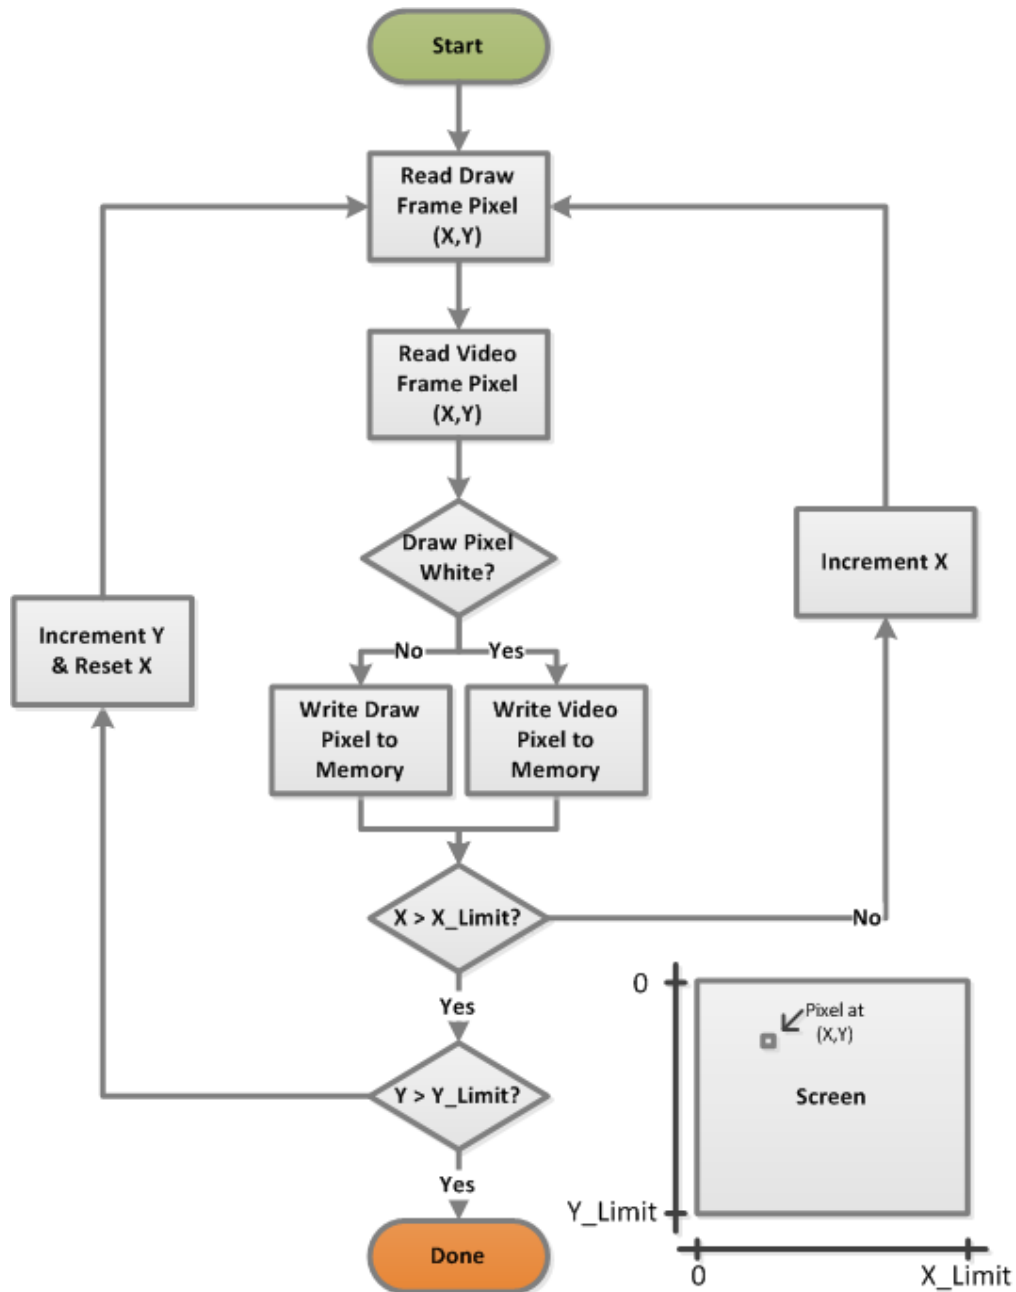 Start
Read Draw
Frame Pixel
(X,Y)
Read Video
Frame Pixel
(X,Y)
Draw Pixel
White?
No
Yes
Increment X
Increment Y
& Reset X
Write Draw
Pixel to
Memory
Write Video
Pixel to
Memory
X > X_Limit?
No
Yes
Y > Y_Limit?
Yes
Done
0
Pixel at
(X,Y)
Screen
Y_Limit
0
X_Limit